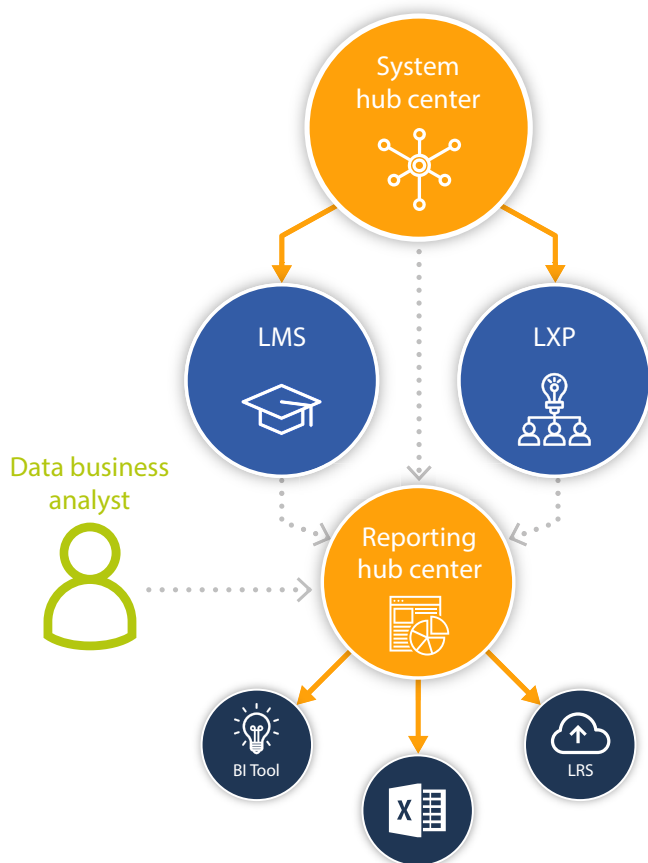 System
hub center
LMS
LXP
Data business
analyst
Reporting
hub center
BI Tool
X
LRS